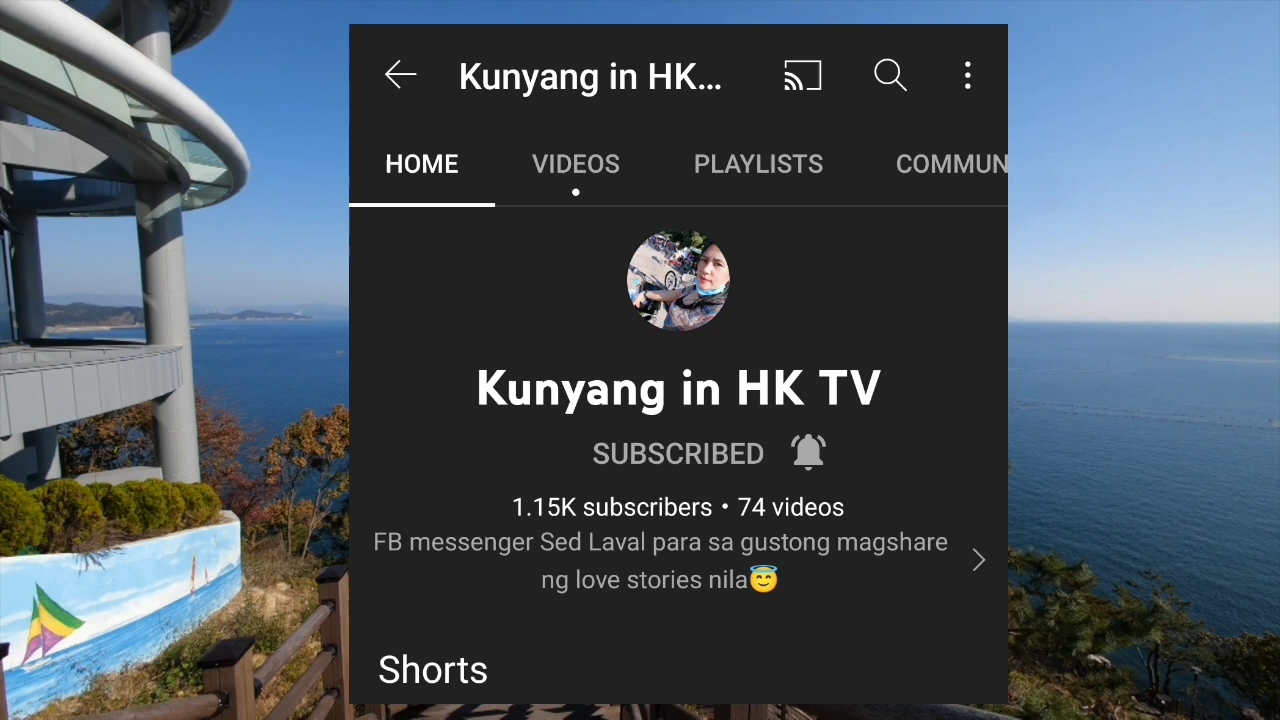 Kunyang in HK...
HOME VIDEOS PLAYLISTS COMMUN
Kunyang in HK TV
SUBSCRIBED
1.15K subscribers • 74 videos
FB messenger Sed Laval para sa gustong magshare
ng love stories nila😇
Shorts